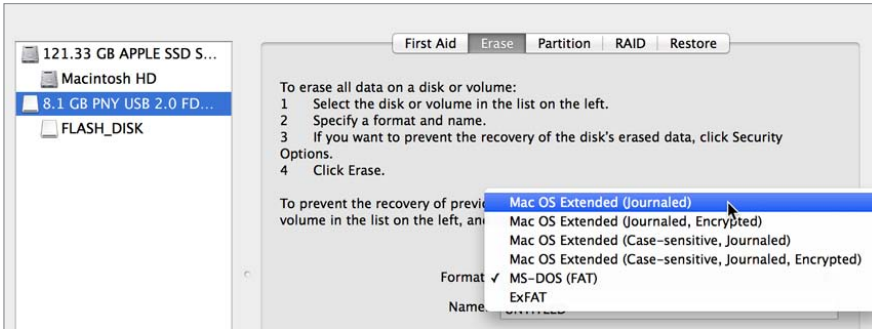 First Aid Erase Partition RAID Restore
121.33 GB APPLE SSD S...
Macintosh HD
8.1 GB PNY USB 2.0 FD...
FLASH_DISK
To erase all data on a disk or volume:
1 Select the disk or volume in the list on the left.
2 Specify a format and name.
3 If you want to prevent the recovery of the disk's erased data, click Security
Options.
4 Click Erase.
To prevent the recovery of previ
volume in the list on the left, an
Mac OS Extended (Journaled)
Mac OS Extended (Journaled, Encrypted)
Mac OS Extended (Case-sensitive, Journaled)
Mac OS Extended (Case-sensitive, Journaled, Encrypted)
Format ✓ MS-DOS (FAT)
ExFAT
Name: